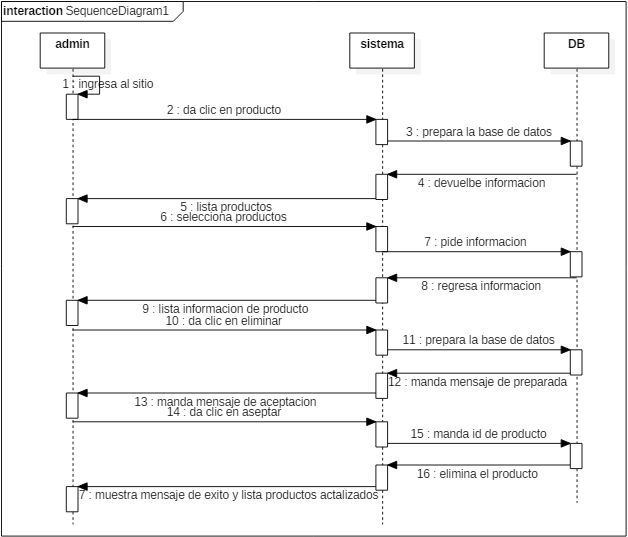 interaction SequenceDiagram1
admin
sistema
DB
1 : ingresa al sitio
2 : da clic en producto
3 : prepara la base de datos
4 : devuelbe informacion
5 : lista productos
6 : selecciona productos
7 : pide informacion
8 : regresa informacion
9 : lista informacion de producto
10 : da clic en eliminar
11 : prepara la base de datos
12 : manda mensaje de preparada
13 : manda mensaje de aceptacion
14 : da clic en aseptar
15 : manda id de producto
16 : elimina el producto
7 : muestra mensaje de exito y lista productos actalizados